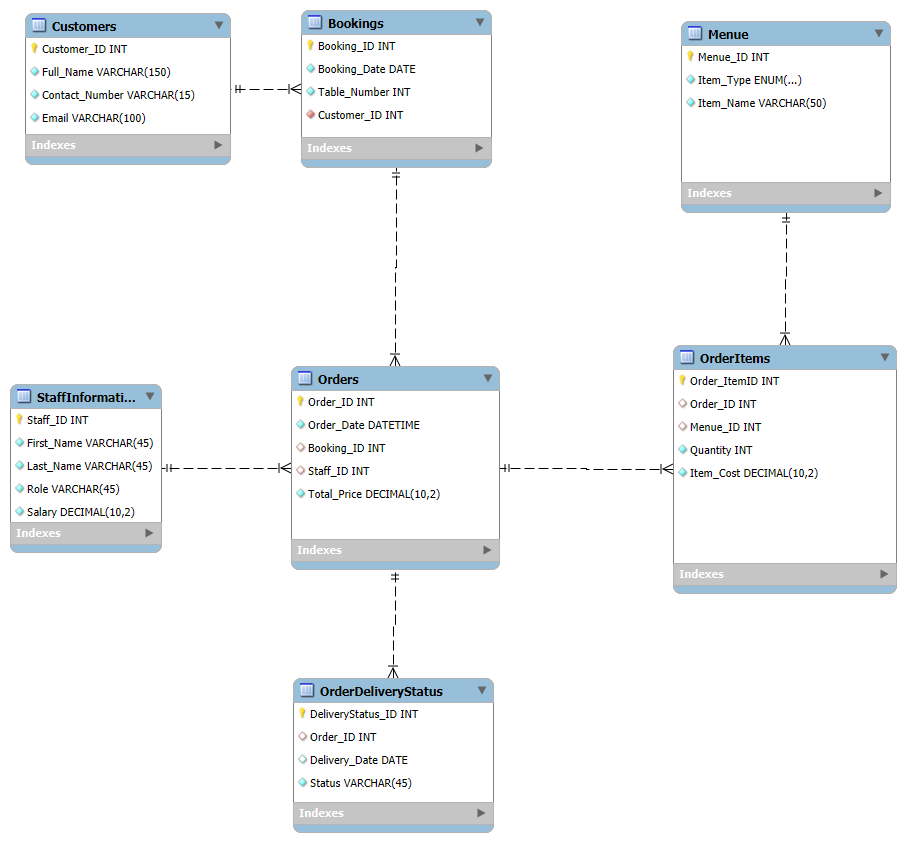 Customers
Customer_ID INT
Full_Name VARCHAR(150)
Contact_Number VARCHAR(15)
Email VARCHAR(100)
Indexes
Bookings
Booking_ID INT
Booking_Date DATE
Table_Number INT
Customer_ID INT
Indexes
Menue
Menue_ID INT
Item_Type ENUM(...)
Item_Name VARCHAR(50)
Indexes
StaffInformati...
Staff_ID INT
First_Name VARCHAR(45)
Last_Name VARCHAR(45)
Role VARCHAR(45)
Salary DECIMAL(10,2)
Indexes
Orders
Order_ID INT
Order_Date DATETIME
Booking_ID INT
Staff_ID INT
Total_Price DECIMAL(10,2)
Indexes
OrderItems
Order_ItemID INT
Order_ID INT
Menue_ID INT
Quantity INT
Item_Cost DECIMAL(10,2)
Indexes
OrderDeliveryStatus
DeliveryStatus_ID INT
Order_ID INT
Delivery_Date DATE
Status VARCHAR(45)
Indexes